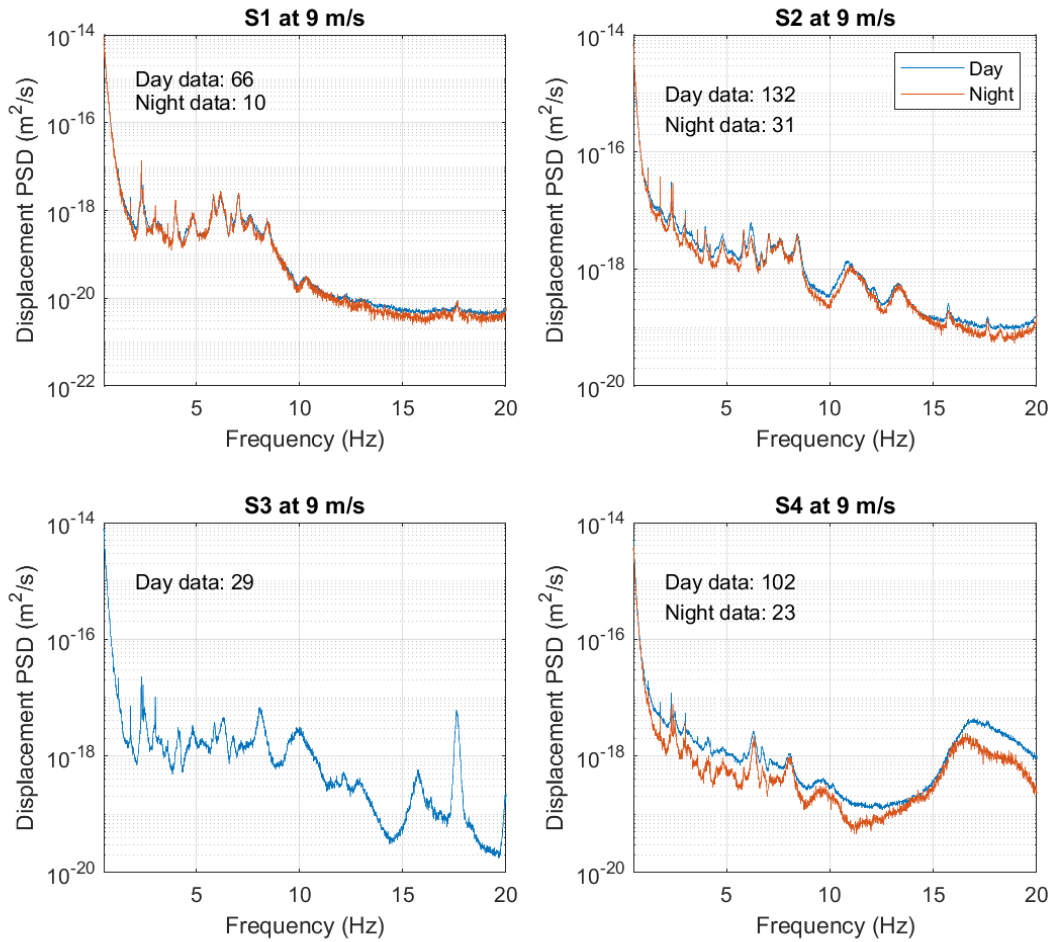 S1 at 9 m/s
Displacement PSD (m²/s)
10⁻¹⁴
10⁻¹⁶
10⁻¹⁸
10⁻²⁰
10⁻²²
Day data: 66
Night data: 10
5 10 15 20
Frequency (Hz)
S2 at 9 m/s
Displacement PSD (m²/s)
10⁻¹⁴
10⁻¹⁶
10⁻¹⁸
10⁻²⁰
Day data: 132
Night data: 31
Day
Night
5 10 15 20
Frequency (Hz)
S3 at 9 m/s
Displacement PSD (m²/s)
10⁻¹⁴
10⁻¹⁶
10⁻¹⁸
10⁻²⁰
Day data: 29
5 10 15 20
Frequency (Hz)
S4 at 9 m/s
Displacement PSD (m²/s)
10⁻¹⁴
10⁻¹⁶
10⁻¹⁸
10⁻²⁰
Day data: 102
Night data: 23
5 10 15 20
Frequency (Hz)